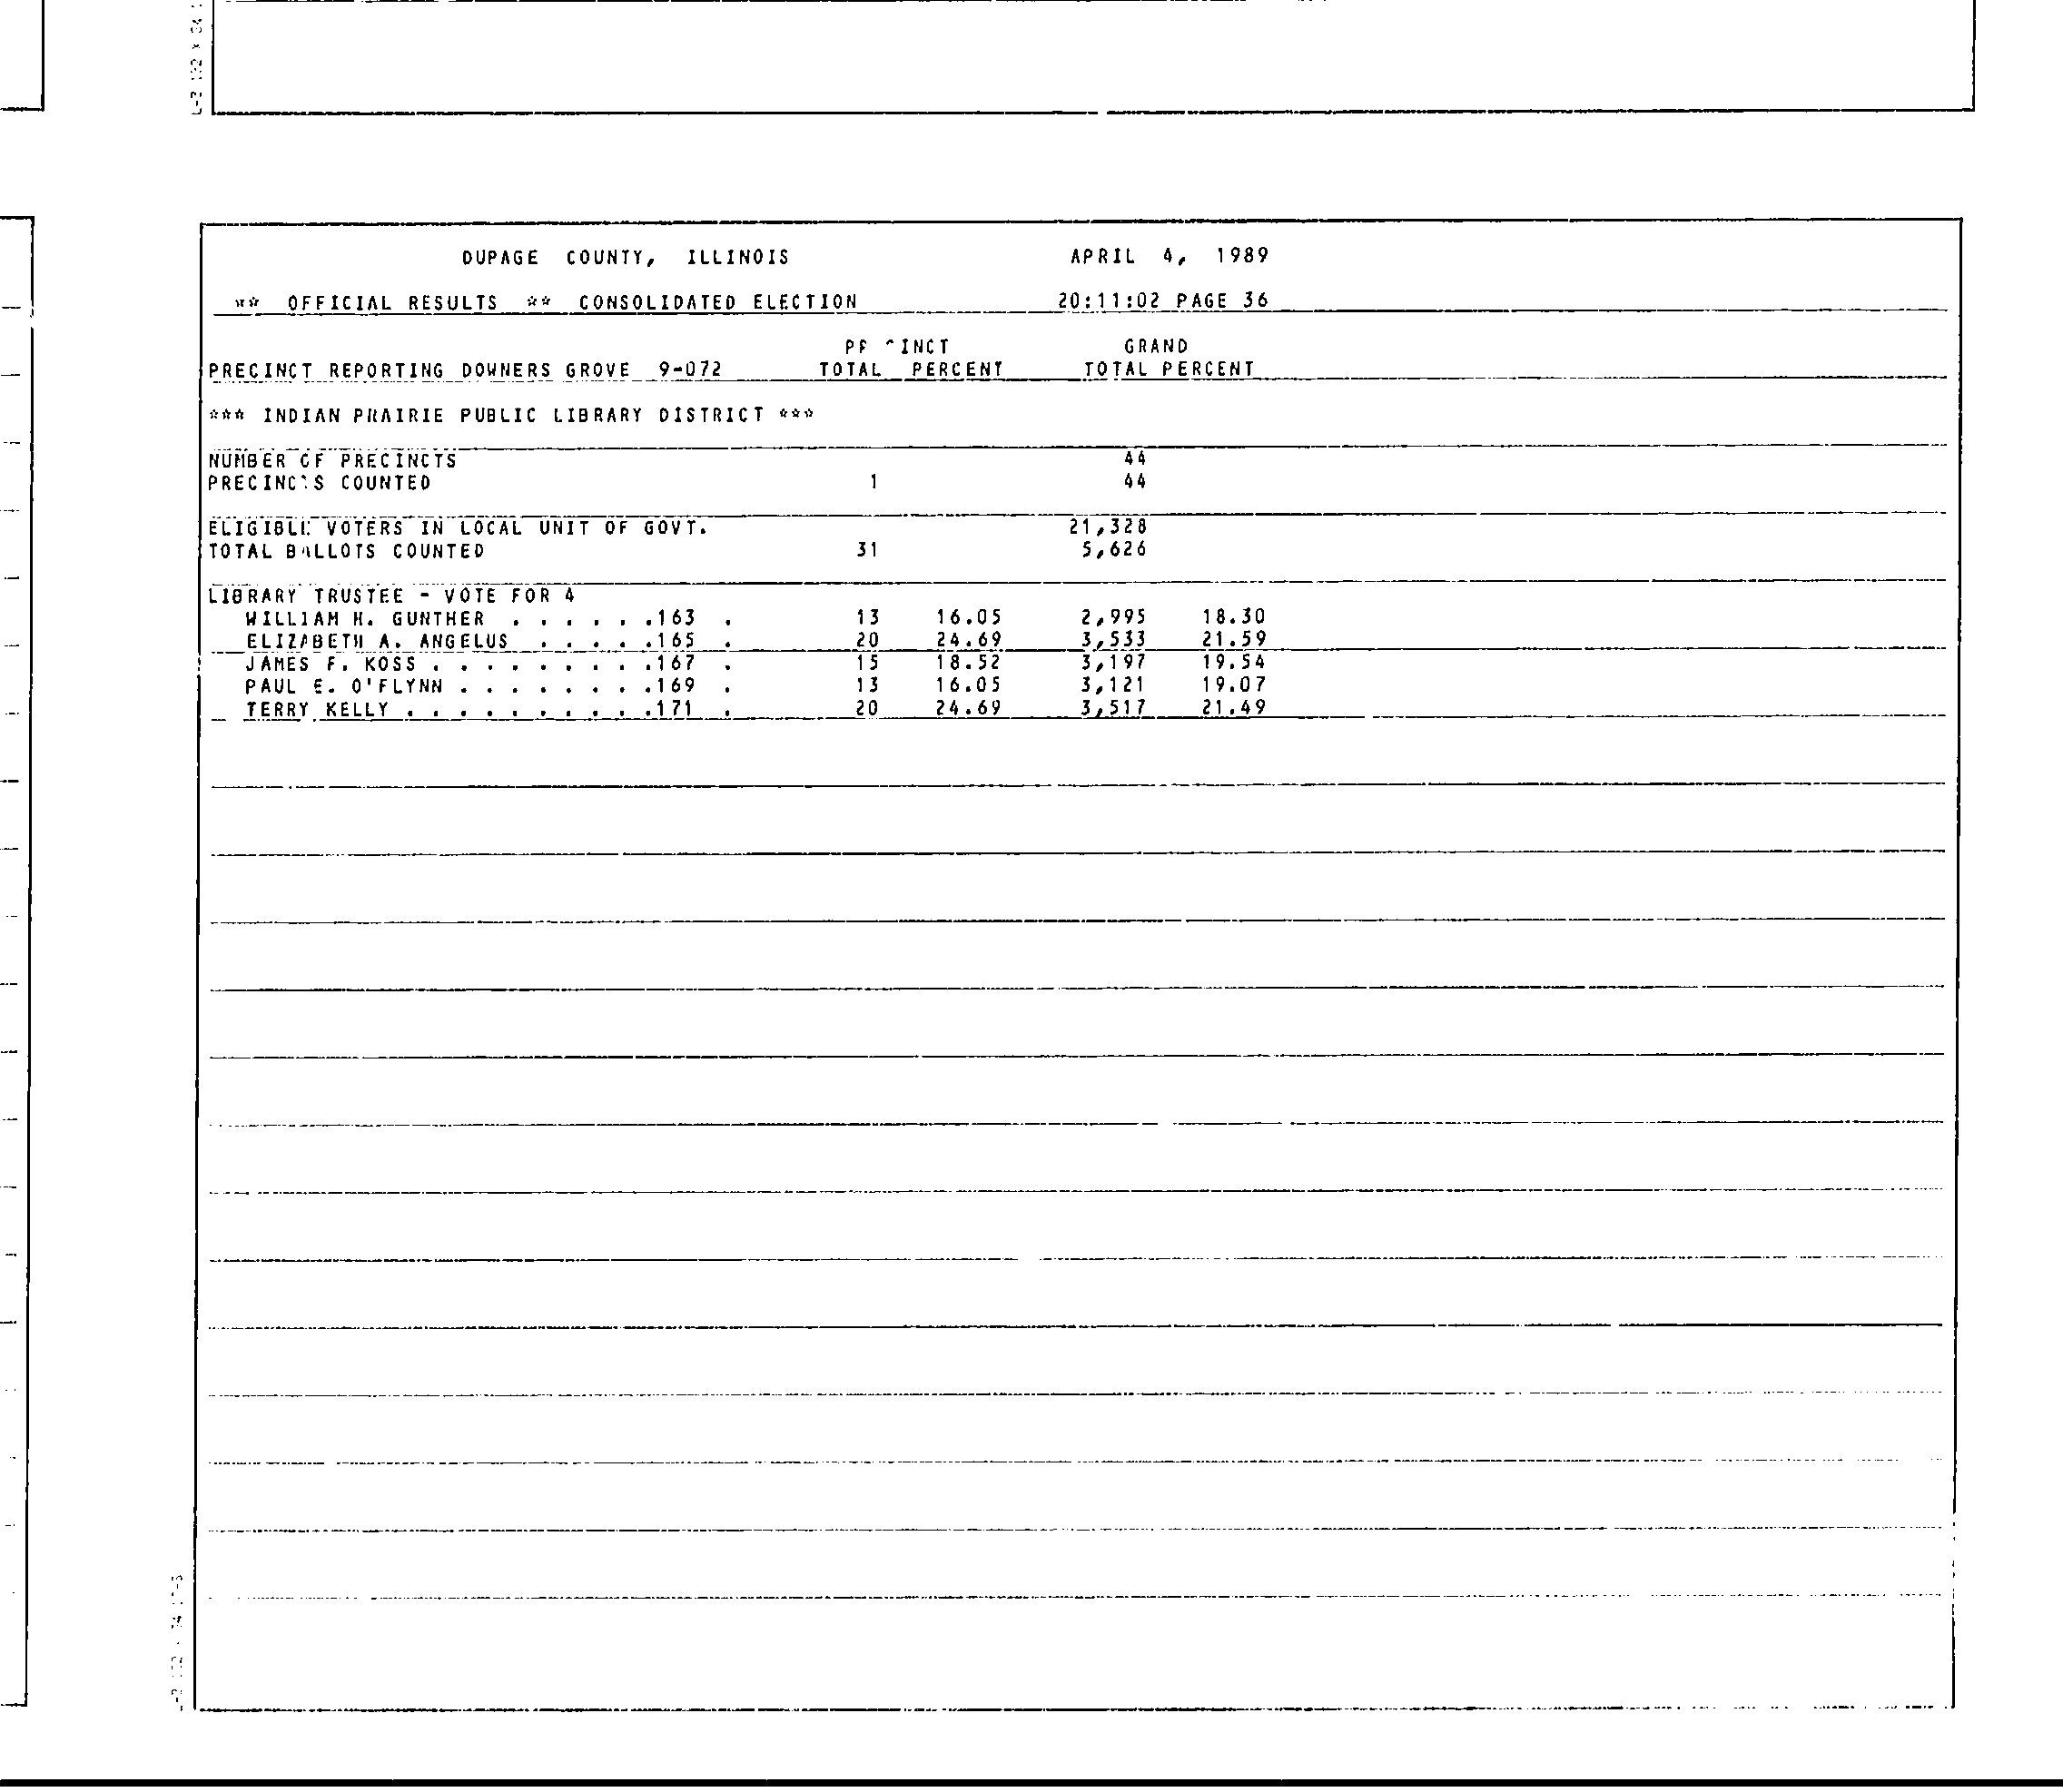 DUPAGE COUNTY, ILLINOIS APRIL 4, 1989
** OFFICIAL RESULTS ** CONSOLIDATED ELECTION 20:11:02 PAGE 36
GRAND
PRECINCT REPORTING DOWNERS GROVE 9-072 TOTAL PERCENT TOTAL PERCENT
*** INDIAN PRAIRIE PUBLIC LIBRARY DISTRICT ***
NUMBER OF PRECINCTS 44
PRECINCTS COUNTED 1 44
ELIGIBLE VOTERS IN LOCAL UNIT OF GOVT. 21,328
TOTAL BALLOTS COUNTED 31 5,626
LIBRARY TRUSTEE - VOTE FOR 4
WILLIAM H. GUNTHER . . . . . .163 . 13 16.05 2,995 18.30
ELIZABETH A. ANGELUS . . . . .165 . 20 24.69 3,533 21.59
JAMES F. KOSS . . . . . . . . .167 . 15 18.52 3,197 19.54
PAUL E. O'FLYNN . . . . . . . .169 . 13 16.05 3,121 19.07
TERRY KELLY . . . . . . . . . .171 . 20 24.69 3,517 21.49